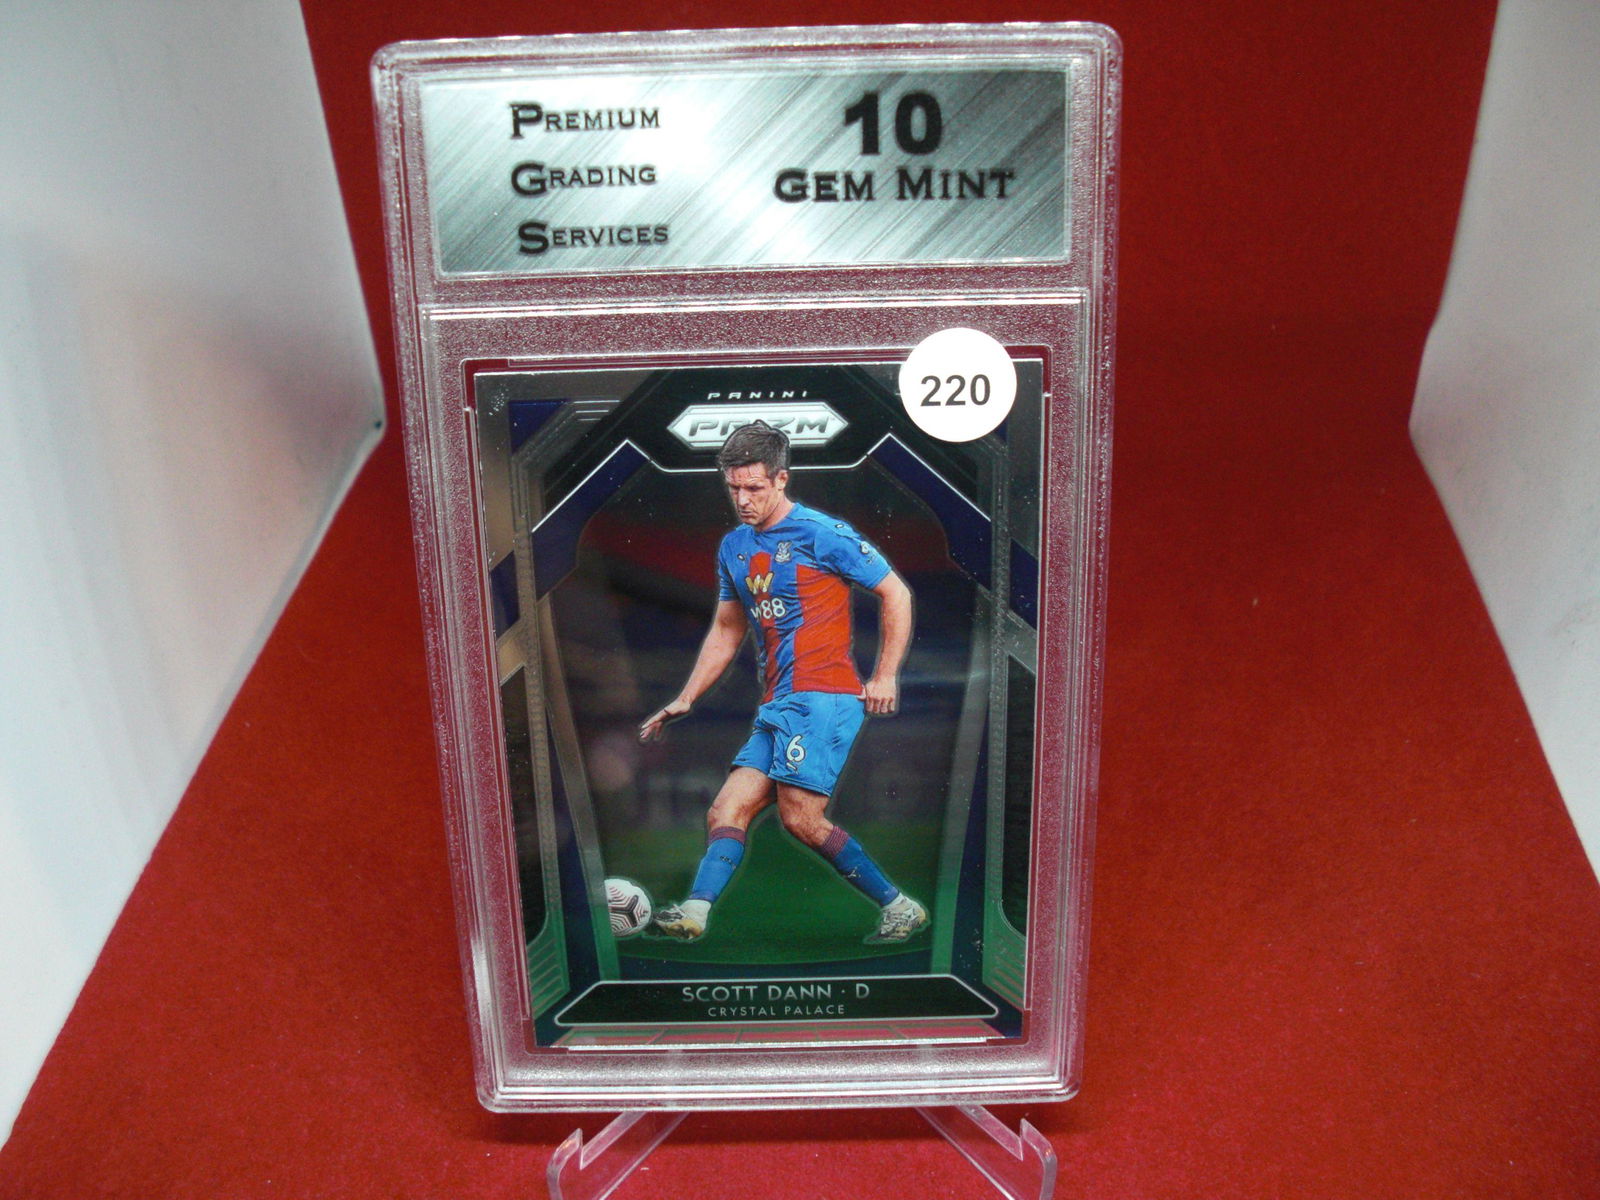 PREMIUM
GRADING
SERVICES
10
GEM MINT
220
PANINI
PRIZM
W88
6
SCOTT DANN · D
CRYSTAL PALACE